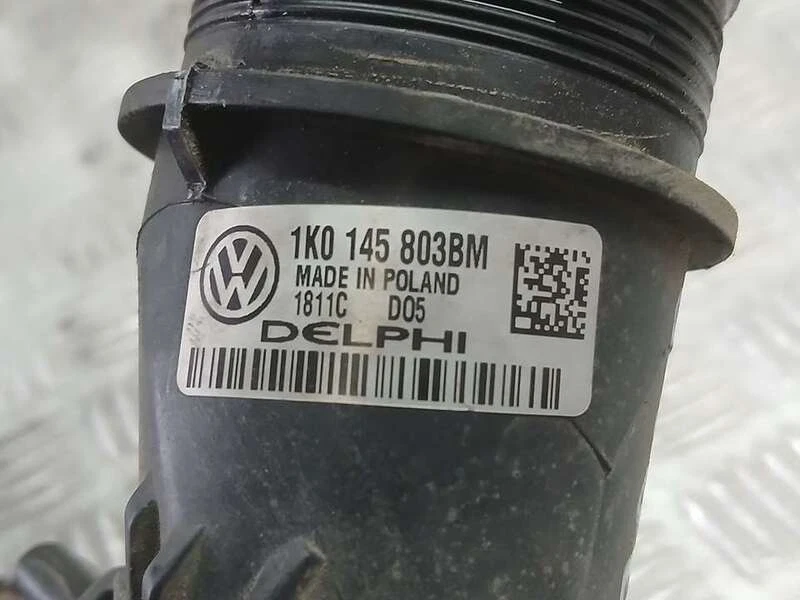 1K0 145 803BM
MADE IN POLAND
1811C D05
DELPHI